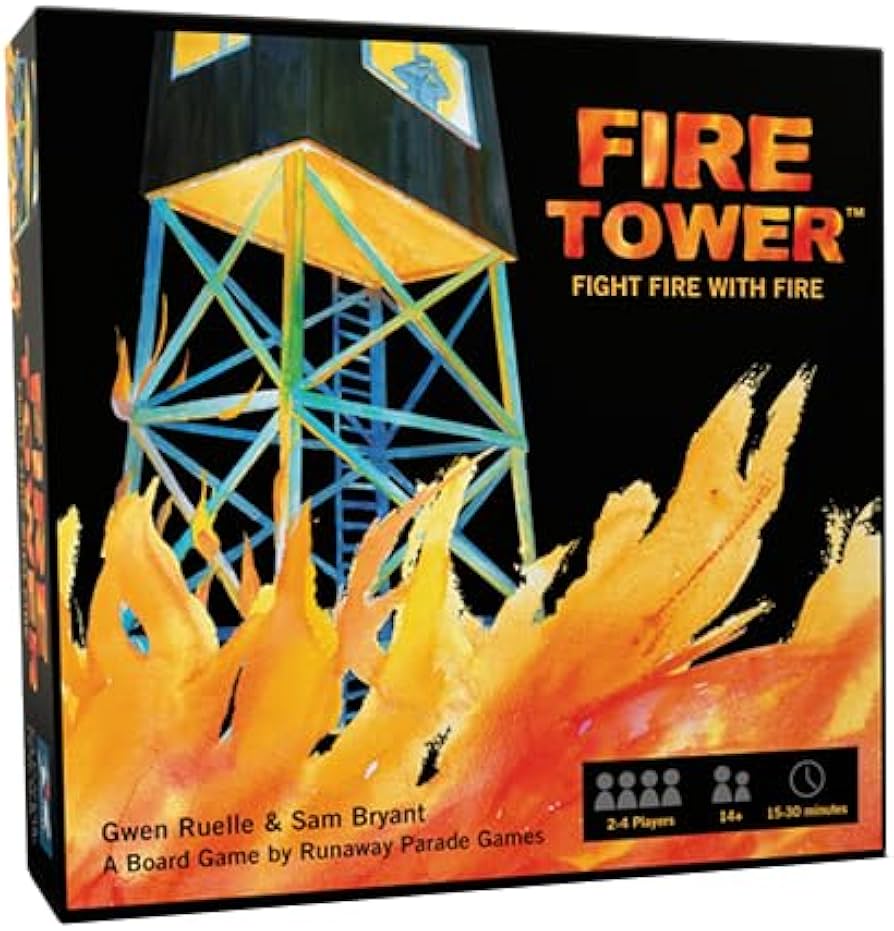 FIRE
TOWER™
FIGHT FIRE WITH FIRE
Gwen Ruelle & Sam Bryant
A Board Game by Runaway Parade Games
2-4 Players
14+
15-30 minutes